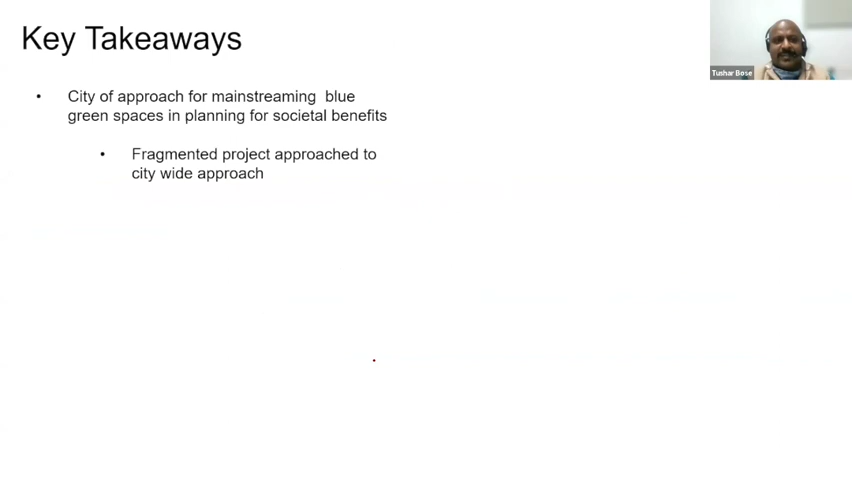 Key Takeaways
• City of approach for mainstreaming blue
green spaces in planning for societal benefits
• Fragmented project approached to
city wide approach
Tushar Bose